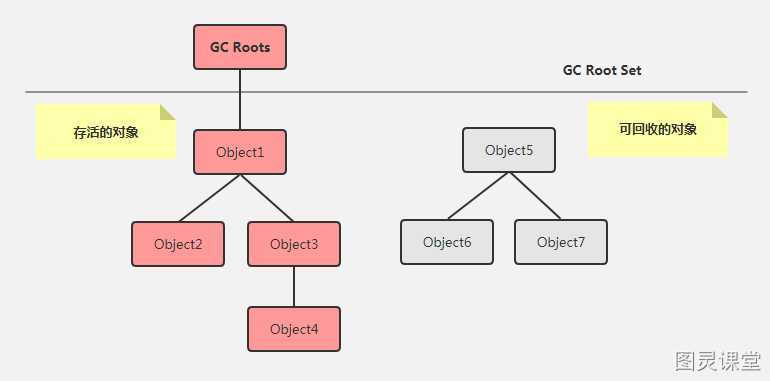 GC Roots
GC Root Set
存活的对象
可回收的对象
Object1
Object5
Object2
Object3
Object6
Object7
Object4
图灵课堂